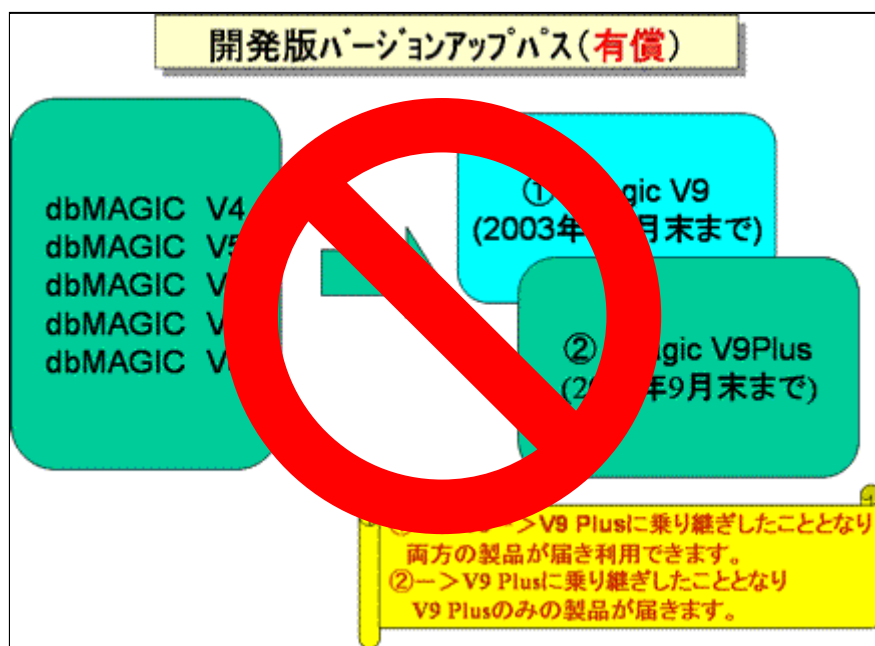 開発版バージョンアップパス(有償)
dbMAGIC V4
dbMAGIC V5
dbMAGIC
dbMAGIC
dbMAGIC
① V9
(2003年 月末まで)
② V9Plus
年9月末まで)
ー>V9 Plusに乗り継ぎしたこととなり
両方の製品が届き利用できます。
②ー>V9 Plusに乗り継ぎしたこととなり
V9 Plusのみの製品が届きます。